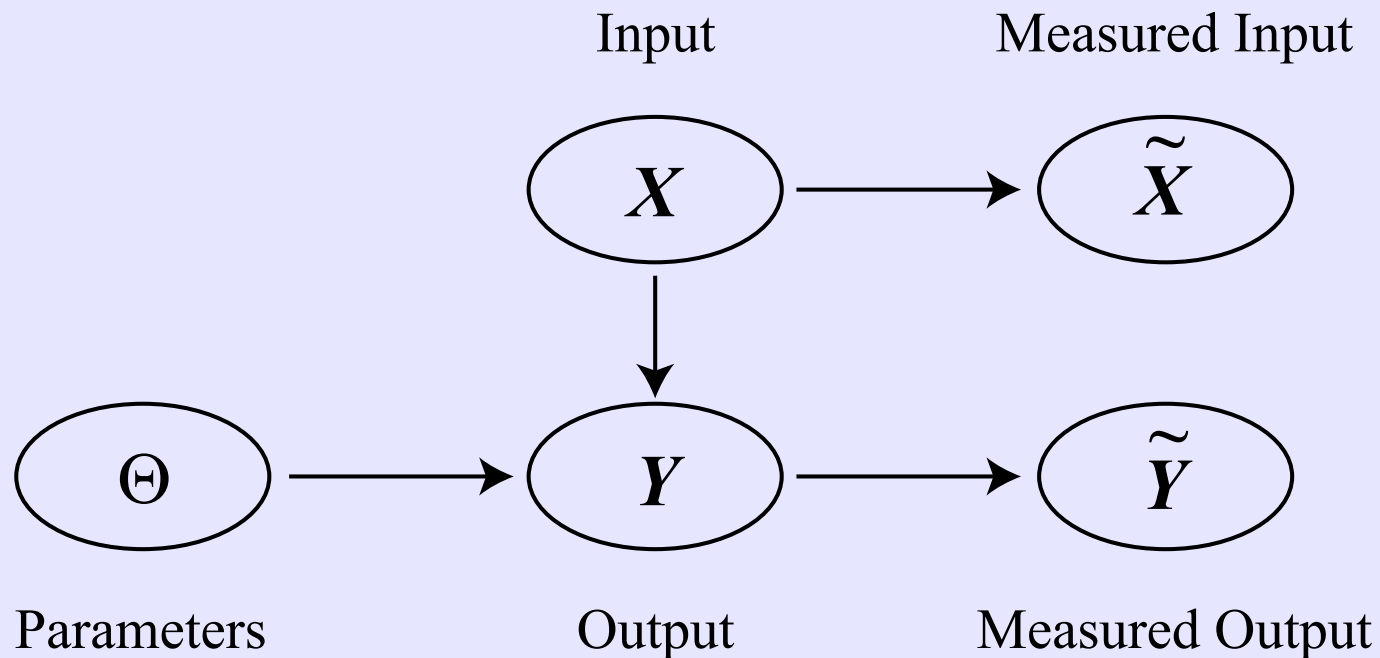 Input
Measured Input
X
X̃
Θ
Y
Ỹ
Parameters
Output
Measured Output